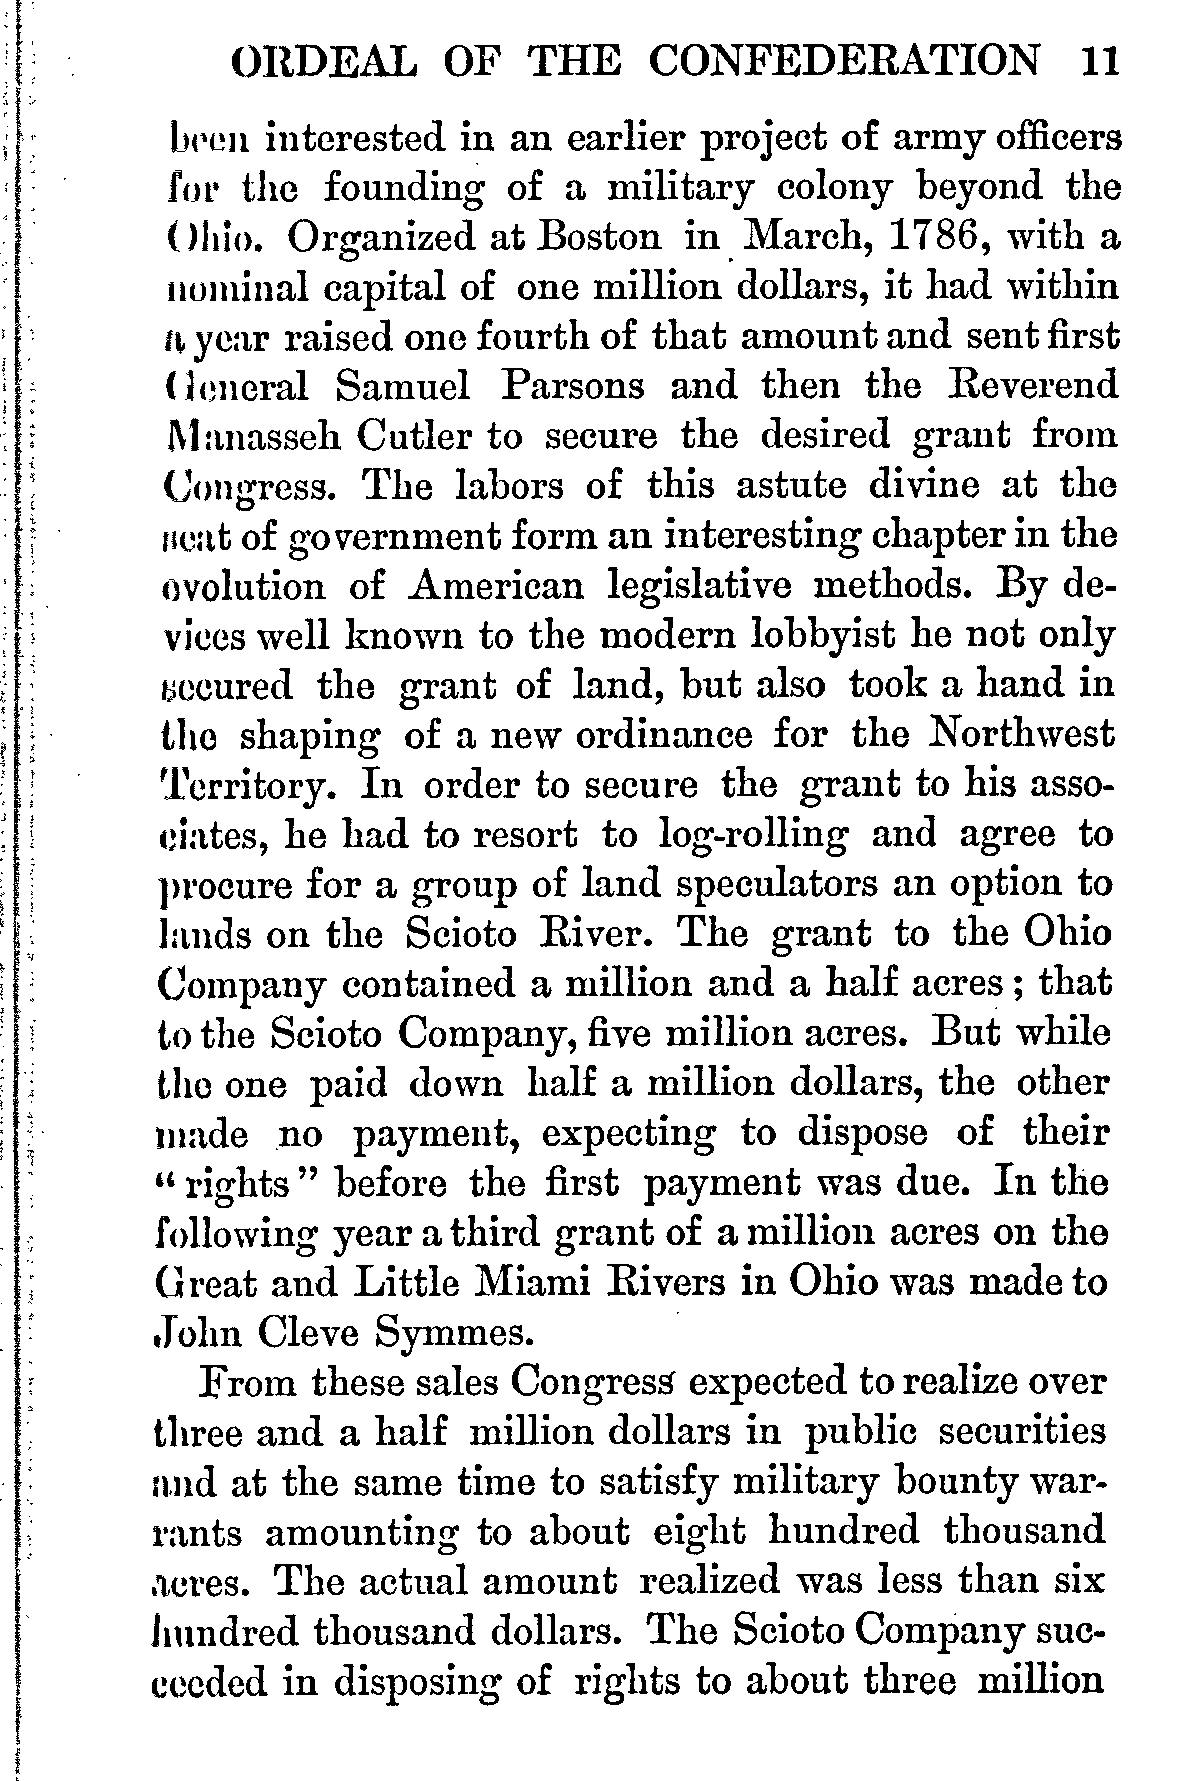 ORDEAL OF THE CONFEDERATION 11
been interested in an earlier project of army officers
for the founding of a military colony beyond the
Ohio. Organized at Boston in March, 1786, with a
nominal capital of one million dollars, it had within
a year raised one fourth of that amount and sent first
General Samuel Parsons and then the Reverend
Manasseh Cutler to secure the desired grant from
Congress. The labors of this astute divine at the
seat of government form an interesting chapter in the
evolution of American legislative methods. By de-
vices well known to the modern lobbyist he not only
secured the grant of land, but also took a hand in
the shaping of a new ordinance for the Northwest
Territory. In order to secure the grant to his asso-
ciates, he had to resort to log-rolling and agree to
procure for a group of land speculators an option to
lands on the Scioto River. The grant to the Ohio
Company contained a million and a half acres; that
to the Scioto Company, five million acres. But while
the one paid down half a million dollars, the other
made no payment, expecting to dispose of their
"rights" before the first payment was due. In the
following year a third grant of a million acres on the
Great and Little Miami Rivers in Ohio was made to
John Cleve Symmes.
From these sales Congress expected to realize over
three and a half million dollars in public securities
and at the same time to satisfy military bounty war-
rants amounting to about eight hundred thousand
acres. The actual amount realized was less than six
hundred thousand dollars. The Scioto Company suc-
ceeded in disposing of rights to about three million